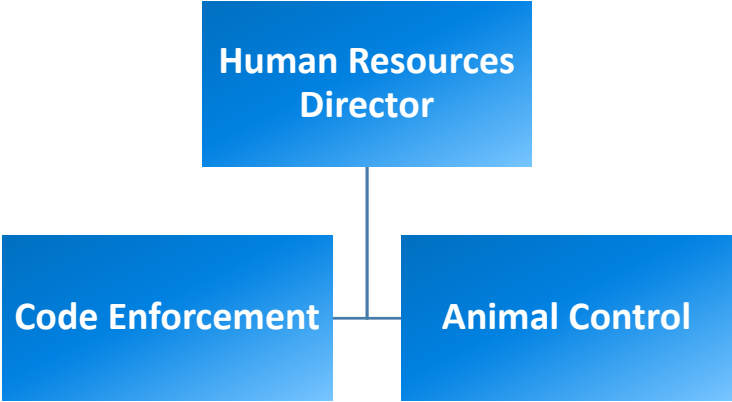 Human Resources
Director
Code Enforcement
Animal Control